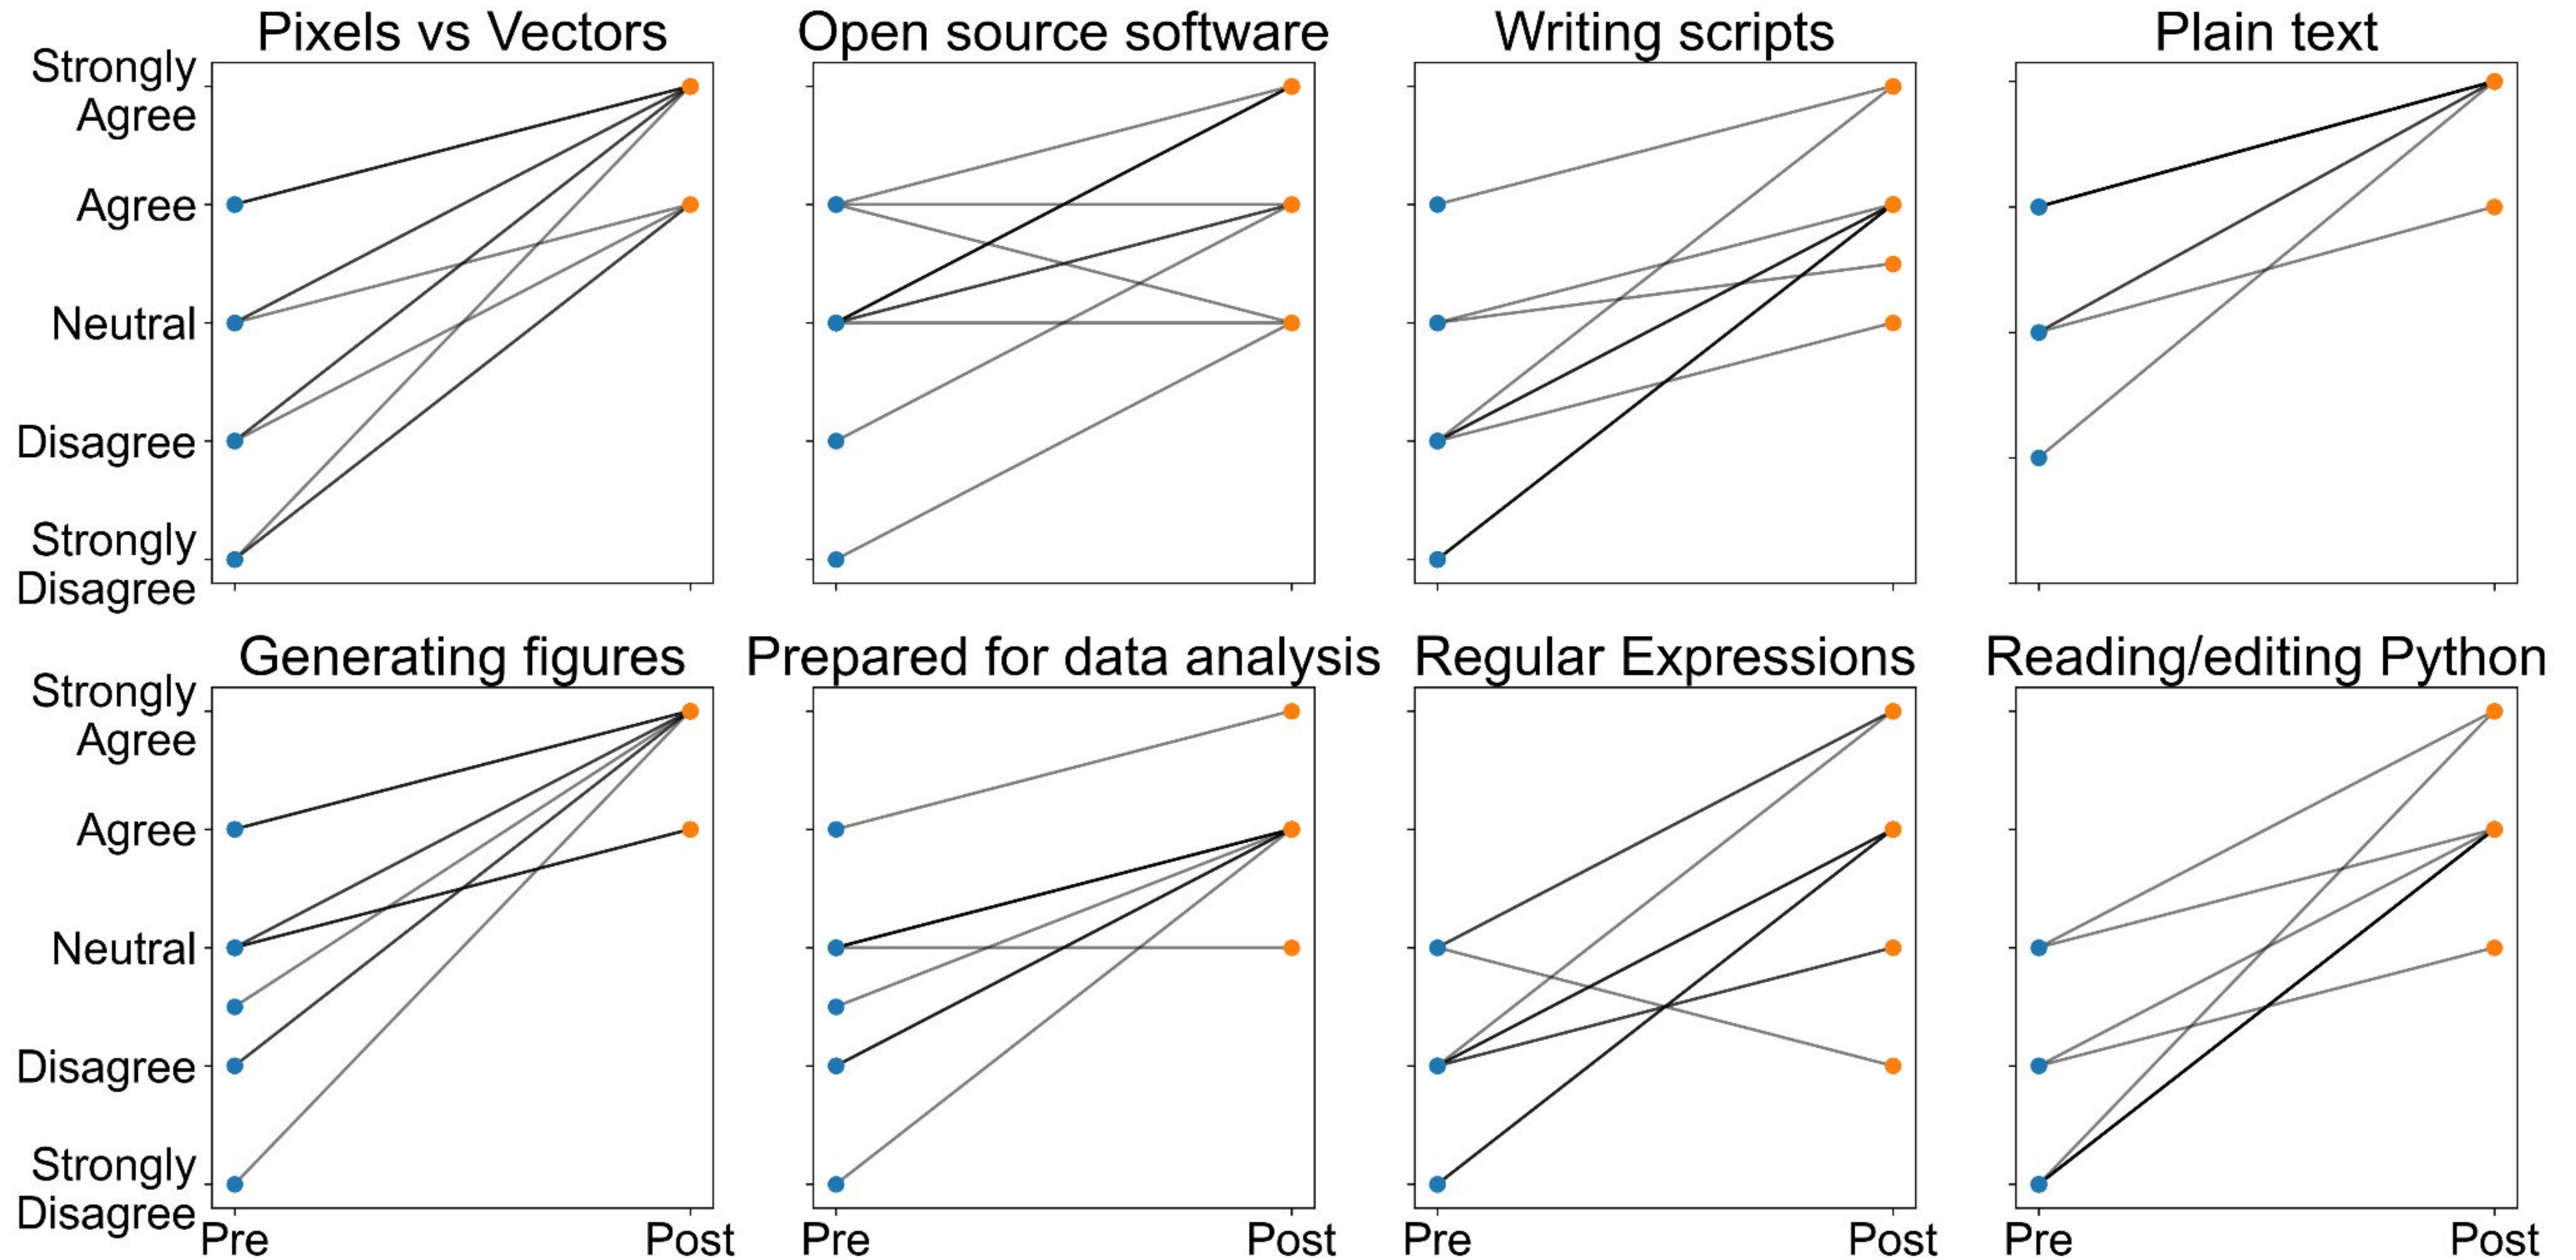 Pixels vs Vectors
Open source software
Writing scripts
Plain text
Strongly
Agree
Agree
Neutral
Disagree
Strongly
Disagree
Generating figures
Prepared for data analysis
Regular Expressions
Reading/editing Python
Strongly
Agree
Agree
Neutral
Disagree
Strongly
Disagree
Pre
Post
Pre
Post
Pre
Post
Pre
Post